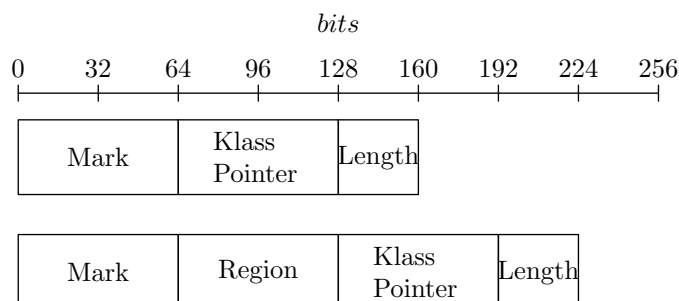 bits
0 32 64 96 128 160 192 224 256
Mark Klass Pointer Length
Mark Region Klass Pointer Length